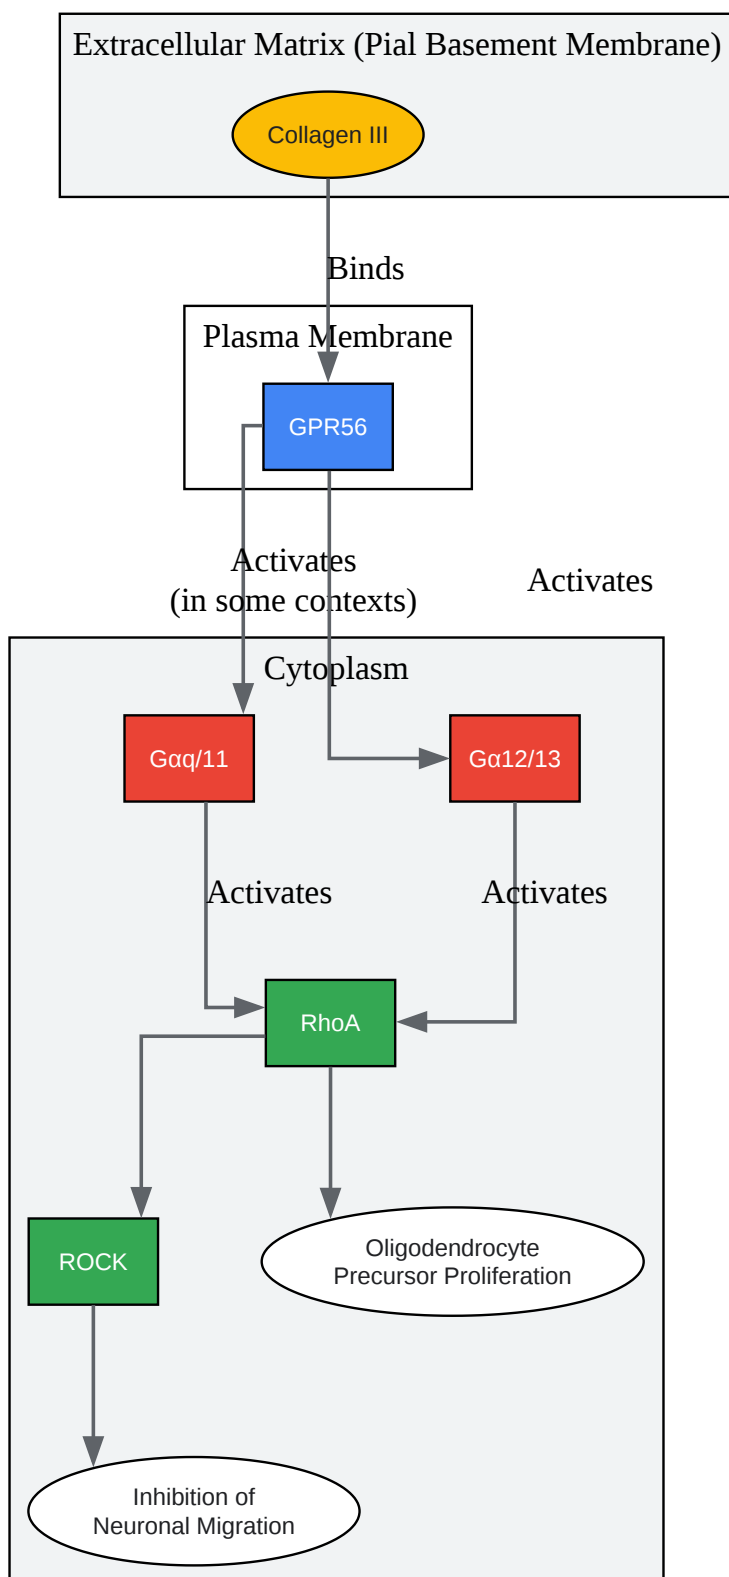 Extracellular Matrix (Pial Basement Membrane)
Collagen III
Binds
Plasma Membrane
GPR56
Activates
(in some contexts)
Activates
Cytoplasm
Gαq/11
Gα12/13
Activates
Activates
RhoA
ROCK
Oligodendrocyte
Precursor Proliferation
Inhibition of
Neuronal Migration